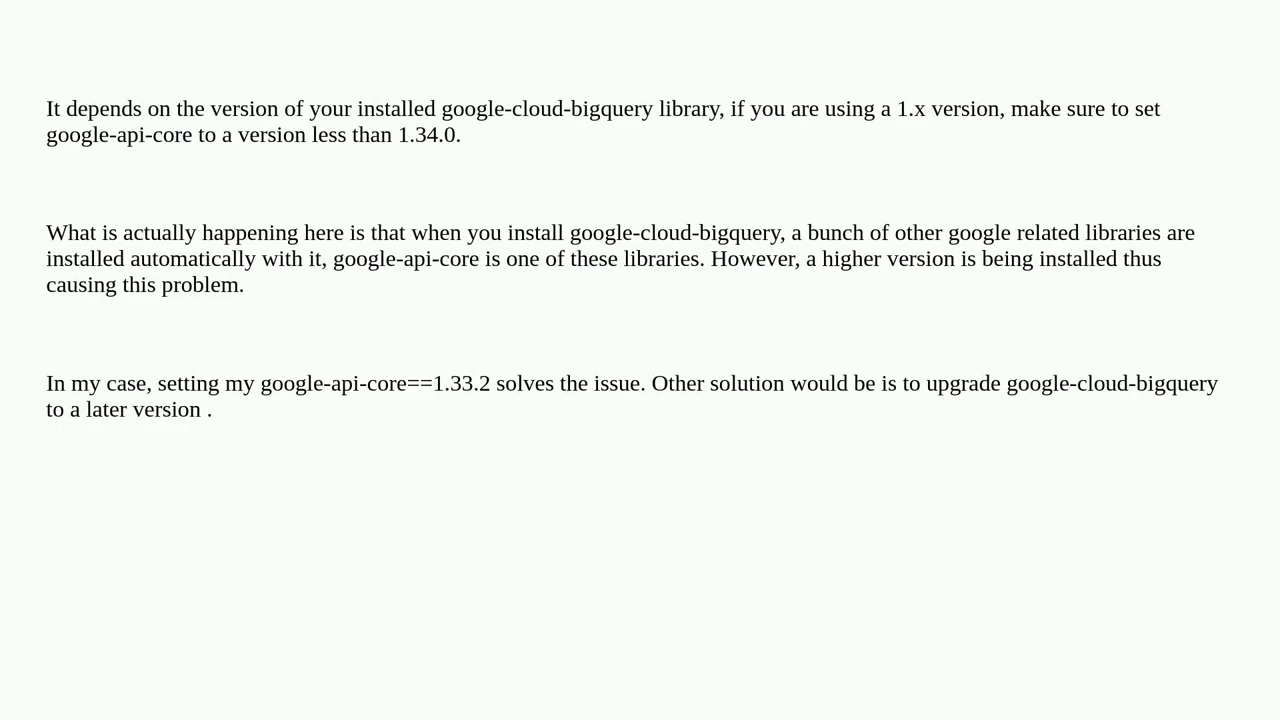 It depends on the version of your installed google-cloud-bigquery library, if you are using a 1.x version, make sure to set
google-api-core to a version less than 1.34.0.
What is actually happening here is that when you install google-cloud-bigquery, a bunch of other google related libraries are
installed automatically with it, google-api-core is one of these libraries. However, a higher version is being installed thus
causing this problem.
In my case, setting my google-api-core==1.33.2 solves the issue. Other solution would be is to upgrade google-cloud-bigquery
to a later version .